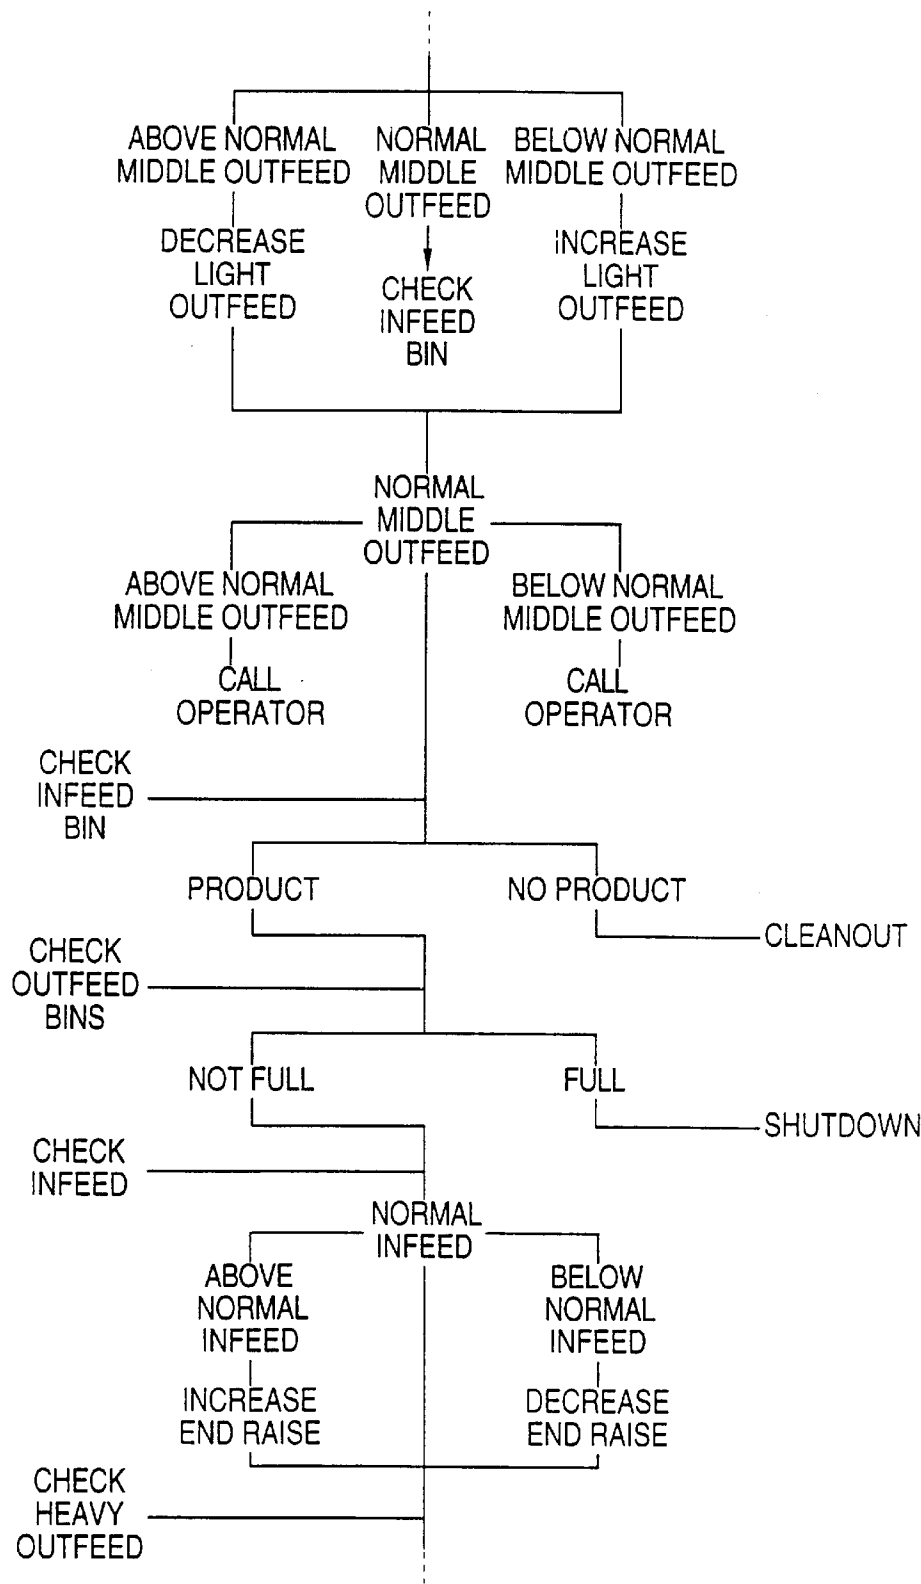 ABOVE NORMAL
MIDDLE OUTFEED
NORMAL
MIDDLE
OUTFEED
BELOW NORMAL
MIDDLE OUTFEED
DECREASE
LIGHT
OUTFEED
CHECK
INFEED
BIN
INCREASE
LIGHT
OUTFEED
NORMAL
MIDDLE
OUTFEED
ABOVE NORMAL
MIDDLE OUTFEED
BELOW NORMAL
MIDDLE OUTFEED
CALL
OPERATOR
CALL
OPERATOR
CHECK
INFEED
BIN
PRODUCT
NO PRODUCT
CLEANOUT
CHECK
OUTFEED
BINS
NOT FULL
FULL
SHUTDOWN
CHECK
INFEED
NORMAL
INFEED
ABOVE
NORMAL
INFEED
BELOW
NORMAL
INFEED
INCREASE
END RAISE
DECREASE
END RAISE
CHECK
HEAVY
OUTFEED